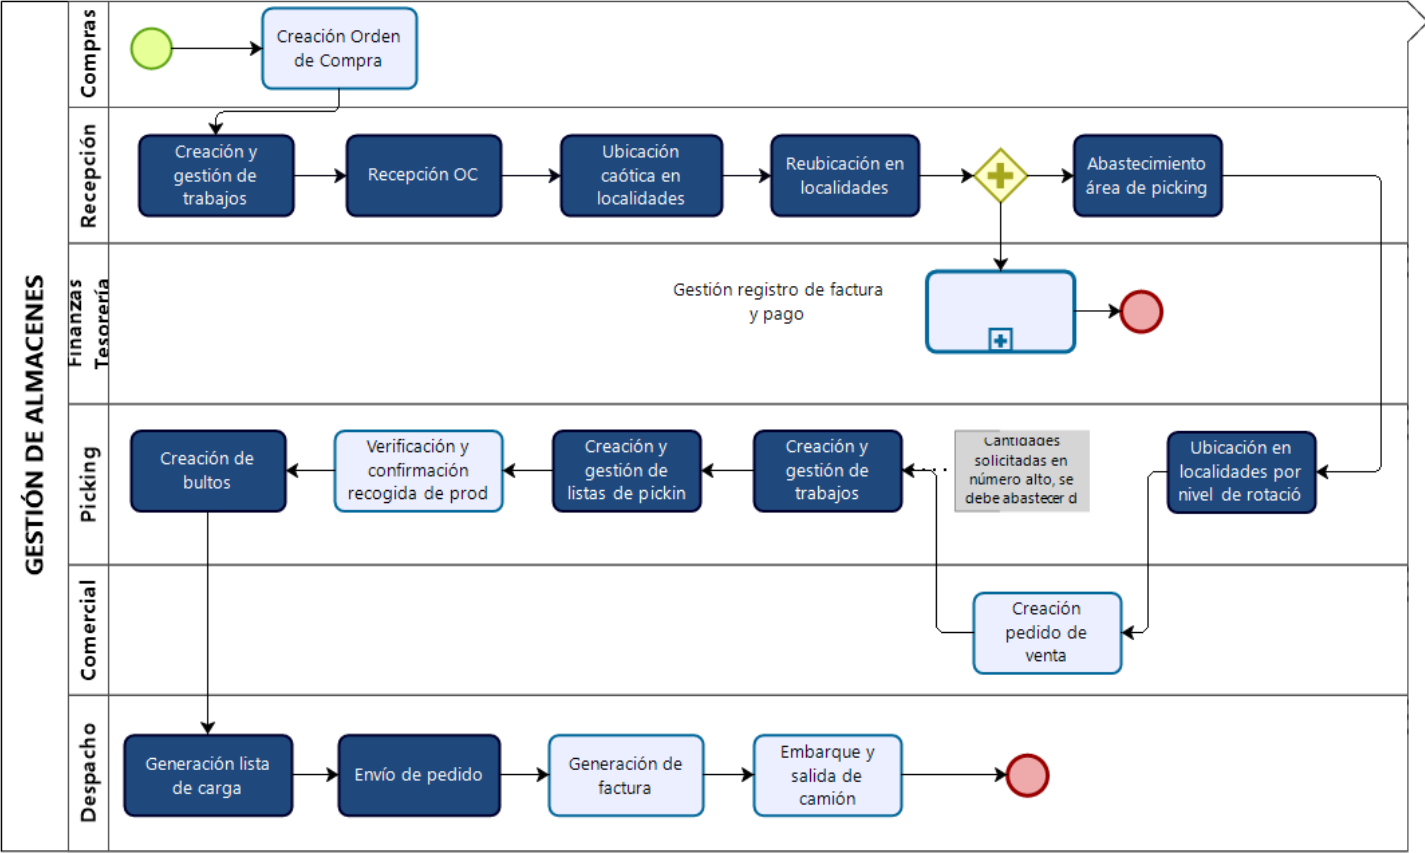 GESTIÓN DE ALMACENES
Compras
Creación Orden
de Compra
Recepción
Creación y
gestión de
trabajos
Recepción OC
Ubicación
caótica en
localidades
Reubicación en
localidades
Abastecimiento
área de picking
Finanzas
Tesorería
Gestión registro de factura
y pago
Picking
Creación de
bultos
Verificación y
confirmación
recogida de prod
Creación y
gestión de
listas de pickin
Creación y
gestión de
trabajos
Cantidades
solicitadas en
número alto, se
debe abastecer d
Ubicación en
localidades por
nivel de rotació
Comercial
Creación
pedido de
venta
Despacho
Generación lista
de carga
Envío de pedido
Generación de
factura
Embarque y
salida de
camión